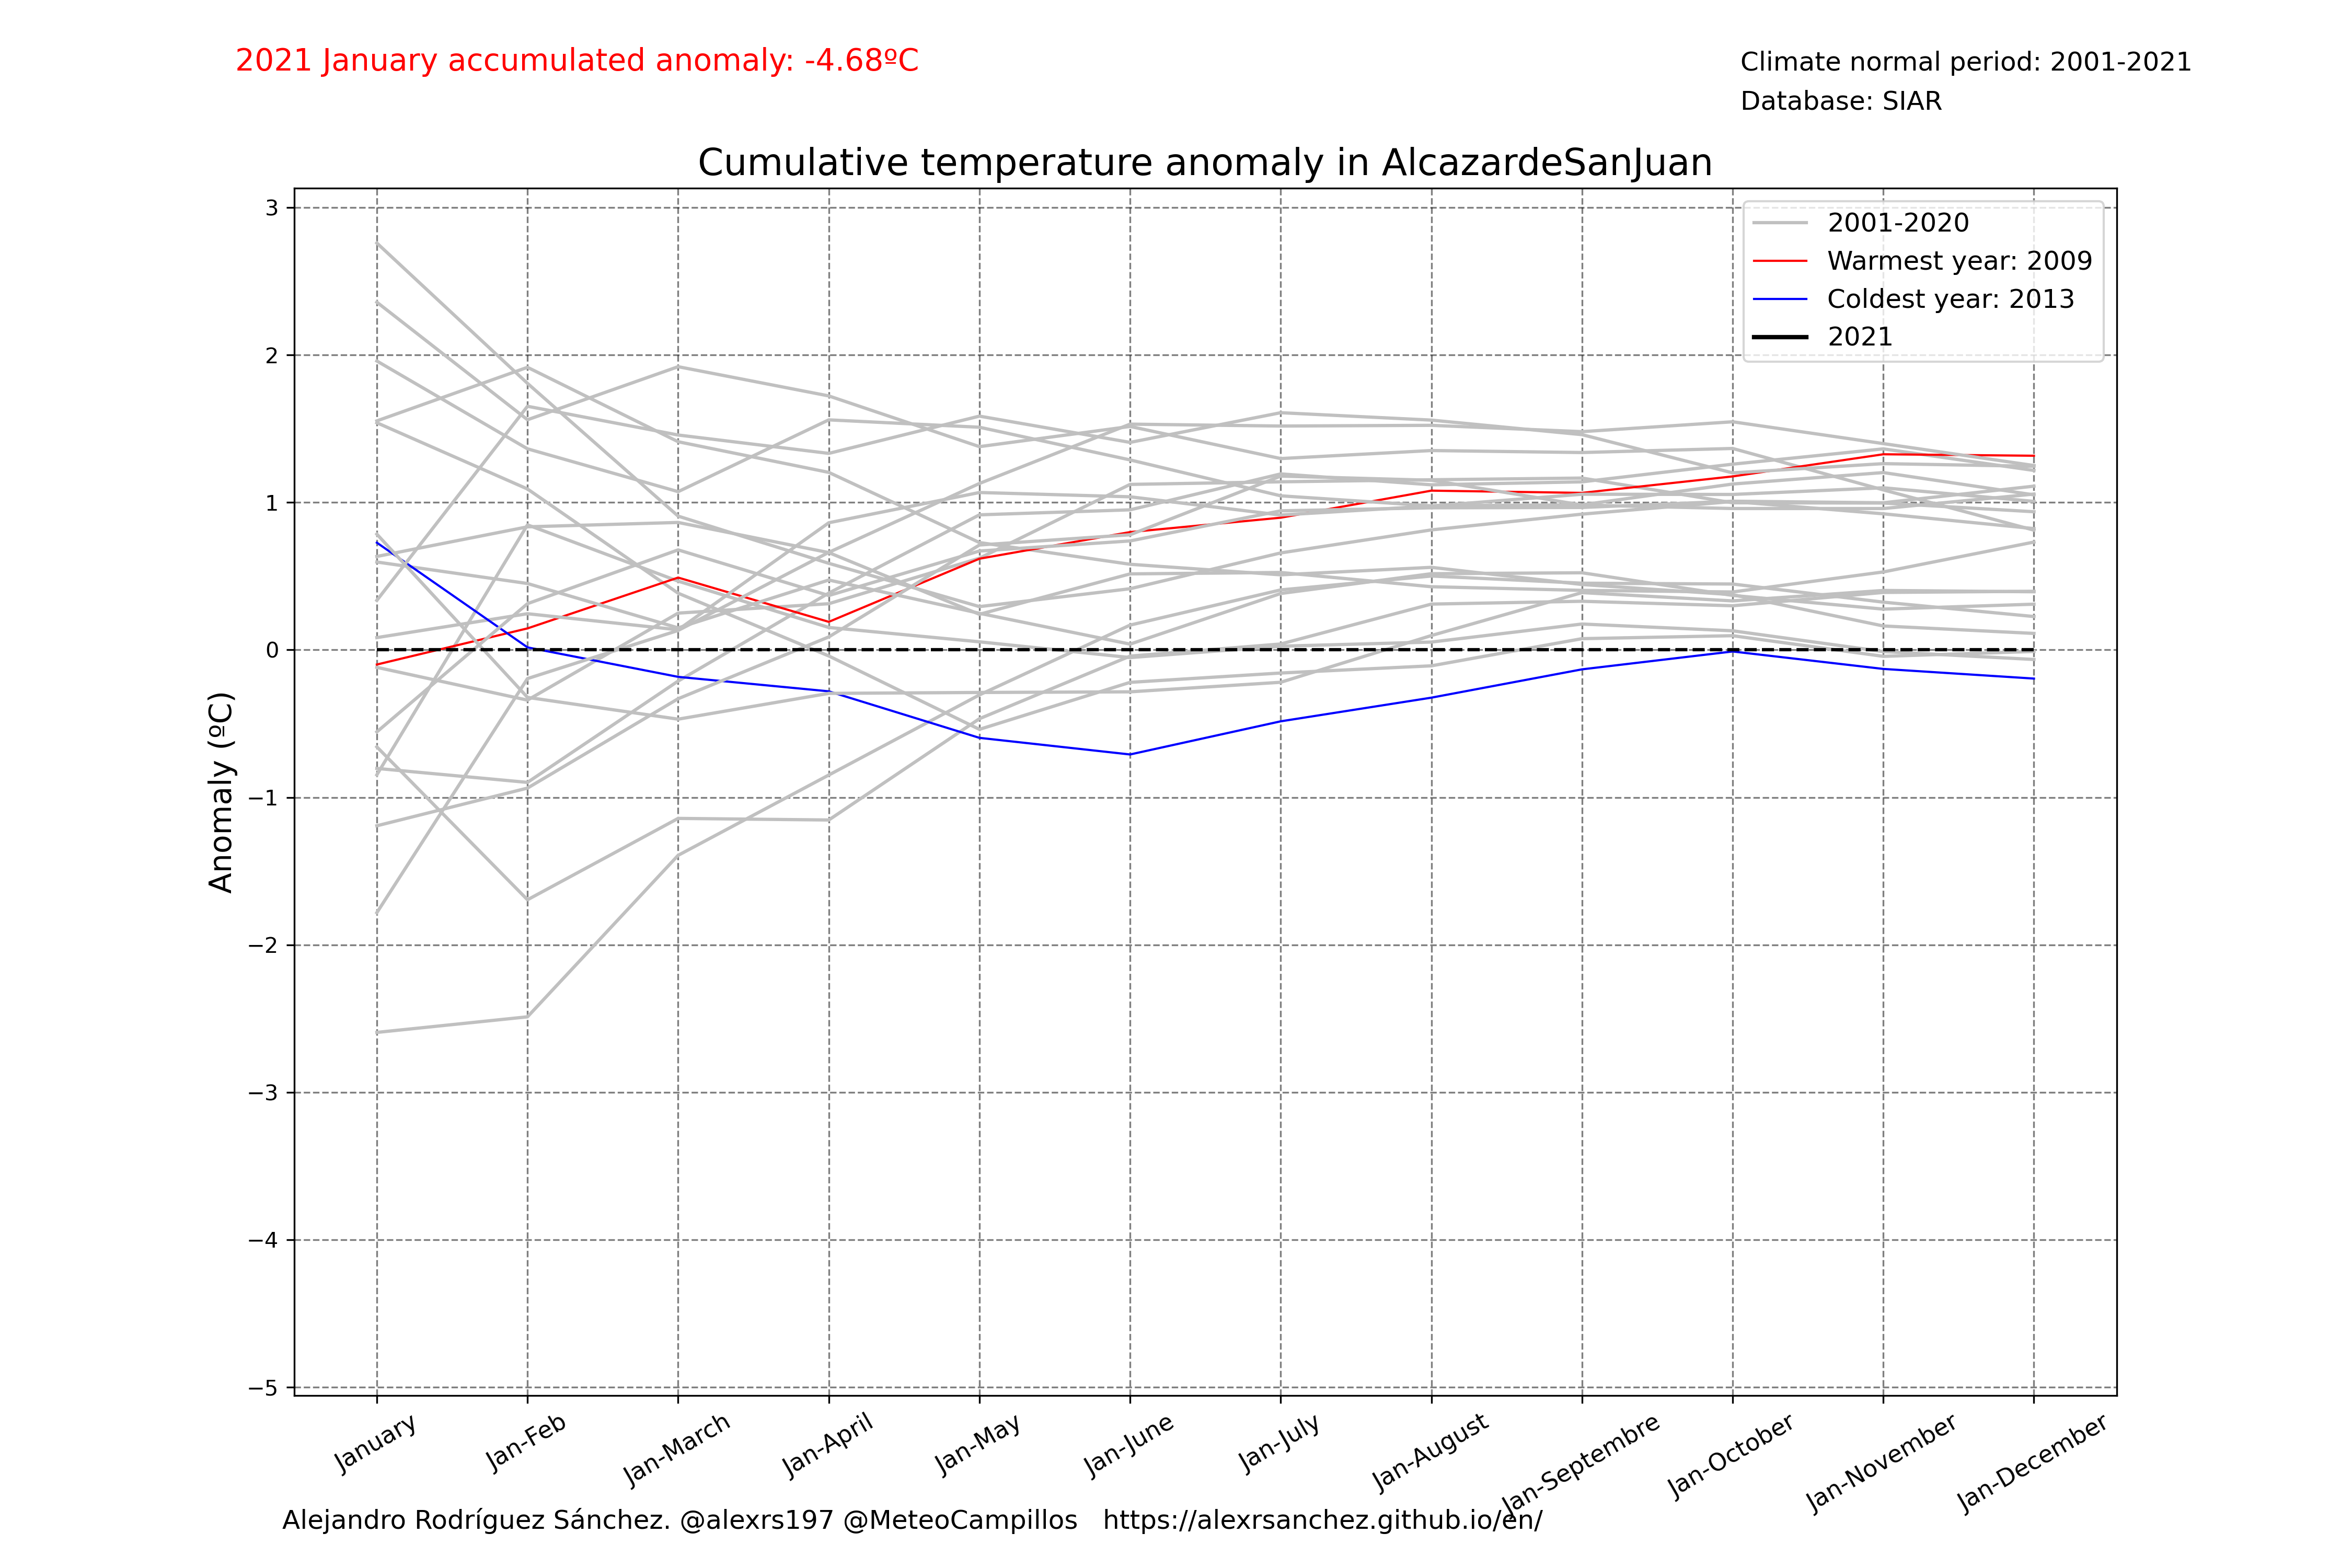 2021 January accumulated anomaly: -4.68ºC
Climate normal period: 2001-2021
Database: SIAR
Cumulative temperature anomaly in AlcazardeSanJuan
2001-2020
Warmest year: 2009
Coldest year: 2013
2021
3
2
1
0
−1
−2
−3
−4
−5
Anomaly (ºC)
January
Jan-Feb
Jan-March
Jan-April
Jan-May
Jan-June
Jan-July
Jan-August
Jan-Septembre
Jan-October
Jan-November
Jan-December
Alejandro Rodríguez Sánchez. @alexrs197 @MeteoCampillos   https://alexrsanchez.github.io/en/